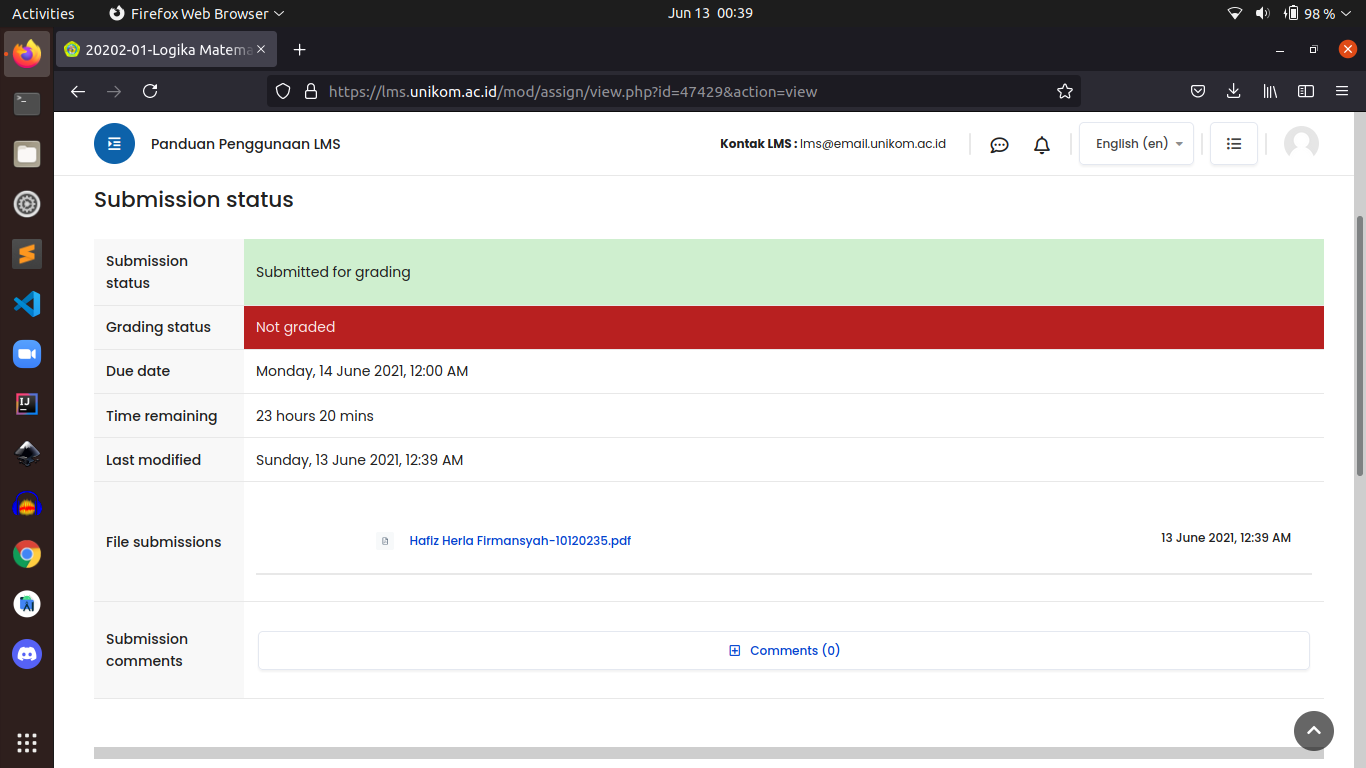 Activities Firefox Web Browser Jun 13 00:39 98 %
20202-01-Logika Matema
https://lms.unikom.ac.id/mod/assign/view.php?id=47429&action=view
Panduan Penggunaan LMS Kontak LMS : lms@email.unikom.ac.id English (en)
Submission status
Submission status Submitted for grading
Grading status Not graded
Due date Monday, 14 June 2021, 12:00 AM
Time remaining 23 hours 20 mins
Last modified Sunday, 13 June 2021, 12:39 AM
File submissions Hafiz Herla Firmansyah-10120235.pdf 13 June 2021, 12:39 AM
Submission comments Comments (0)